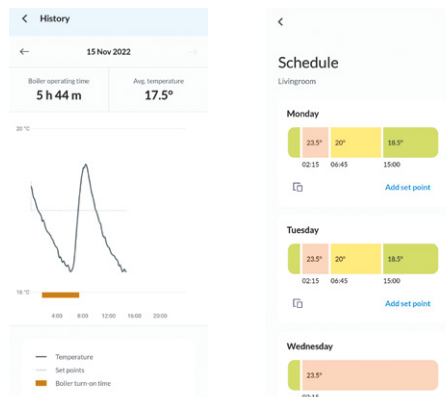 History
15 Nov 2022
Boiler operating time
5 h 44 m
Avg. temperature
17.5°
20 °C
16 °C
4:00 8:00 12:00 16:00 20:00
Temperature
Set points
Boiler turn-on time
Schedule
Livingroom
Monday
23.5° 20° 18.5°
02:15 06:45 15:00
Add set point
Tuesday
23.5° 20° 18.5°
02:15 06:45 15:00
Add set point
Wednesday
23.5°
02:15